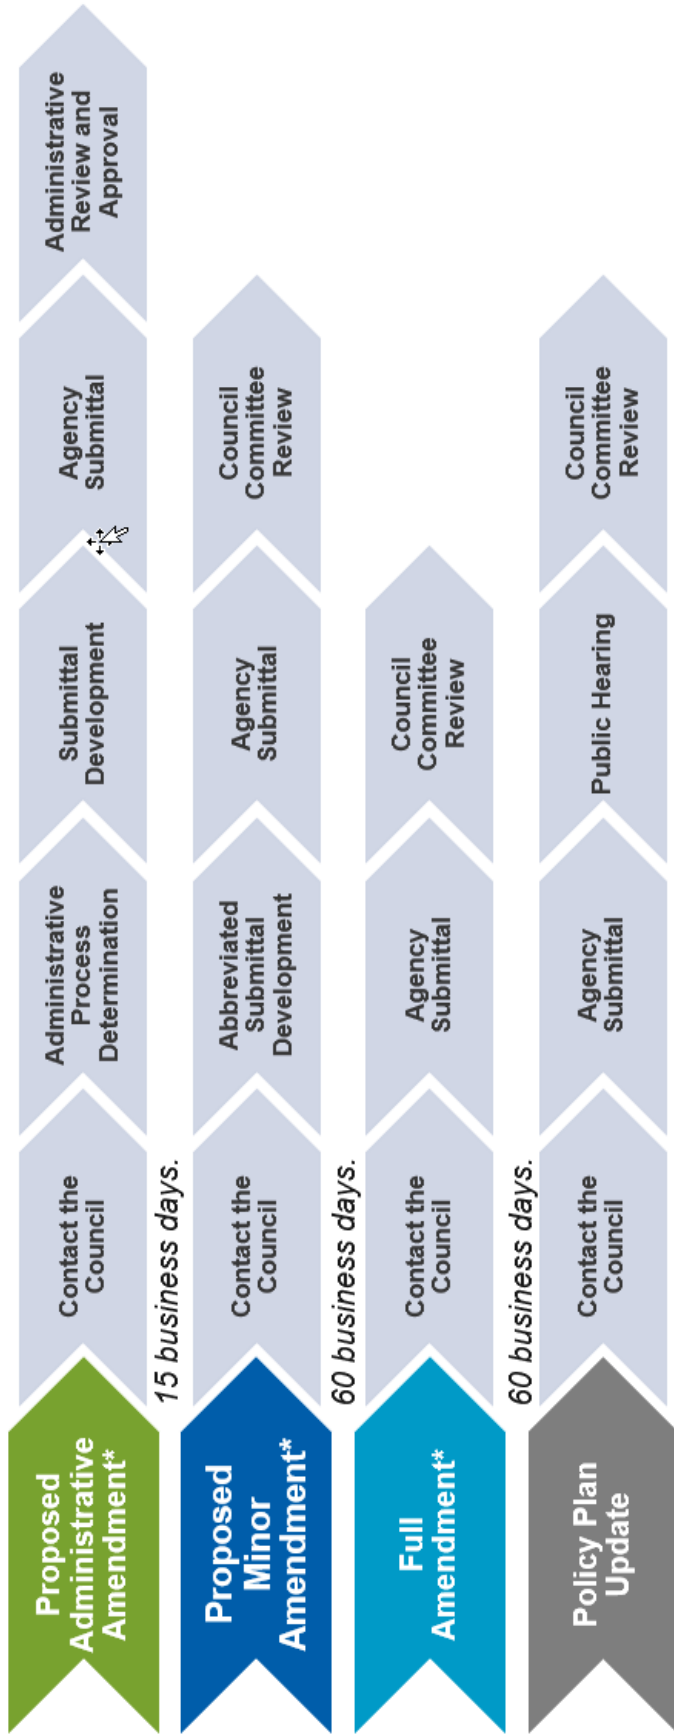 Proposed
Administrative
Amendment*
Contact the
Council
Administrative
Process
Determination
Submittal
Development
Agency
Submittal
Administrative
Review and
Approval
15 business days.
Proposed
Minor
Amendment*
Contact the
Council
Abbreviated
Submittal
Development
Agency
Submittal
Council
Committee
Review
60 business days.
Full
Amendment*
Contact the
Council
Agency
Submittal
Council
Committee
Review
60 business days.
Policy Plan
Update
Contact the
Council
Agency
Submittal
Public Hearing
Council
Committee
Review